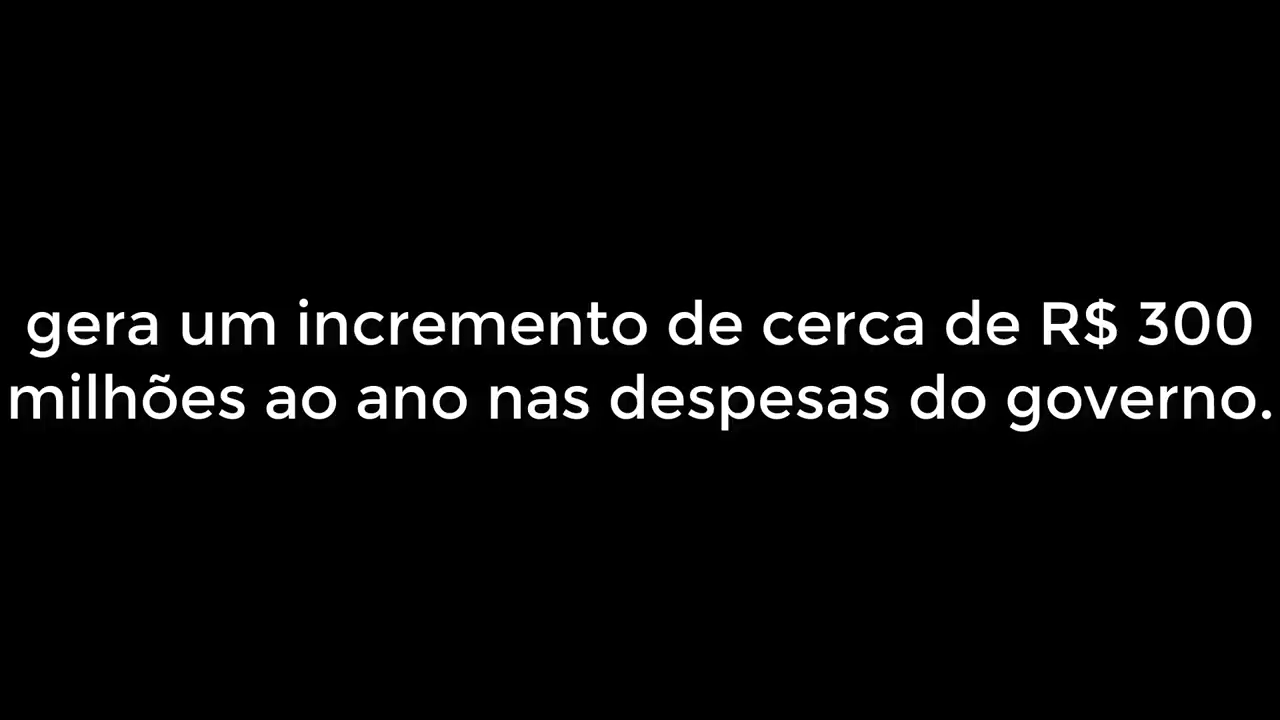 gera um incremento de cerca de R$ 300
milhões ao ano nas despesas do governo.